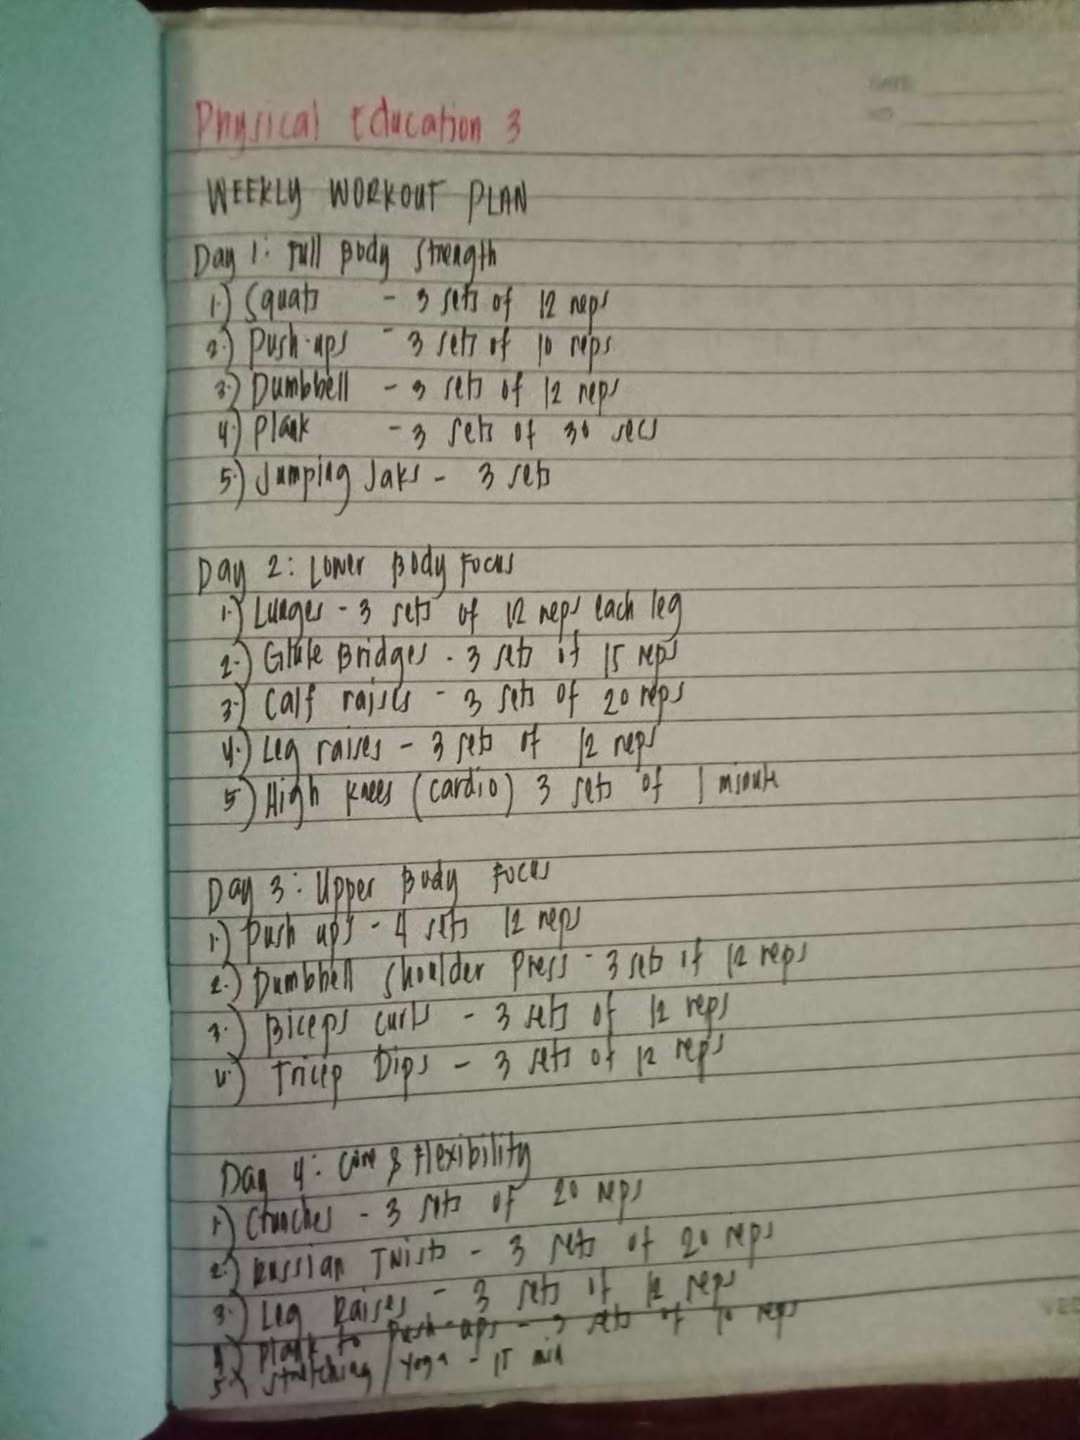 DATE
NO
Physical Education 3
WEEKLY WORKOUT PLAN
Day 1: Full Body Strength
1.) Squats - 3 sets of 12 reps
2.) Push-ups - 3 sets of 10 reps
3.) Dumbbell - 3 sets of 12 reps
4.) Plank - 3 sets of 30 secs
5.) Jumping Jaks - 3 sets
Day 2: Lower Body Focus
1.) Lunges - 3 sets of 12 reps each leg
2.) Glute Bridges - 3 sets of 15 reps
3.) Calf raises - 3 sets of 20 reps
4.) Leg raises - 3 sets of 12 reps
5) High knees (cardio) 3 sets of 1 minute
Day 3: Upper Body Focus
1.) Push ups - 4 sets 12 reps
2.) Dumbbell Shoulder Press - 3 sets of 12 reps
3.) Biceps curls - 3 sets of 12 reps
4.) Tricep Dips - 3 sets of 12 reps
Day 4: Core & Flexibility
1.) Crunches - 3 sets of 20 reps
2.) Russian Twists - 3 sets of 20 reps
3.) Leg Raises - 3 sets of 12 reps
4.) Plank to Push-ups - 3 sets of 10 reps
5.) Stretching / Yoga - 15 min